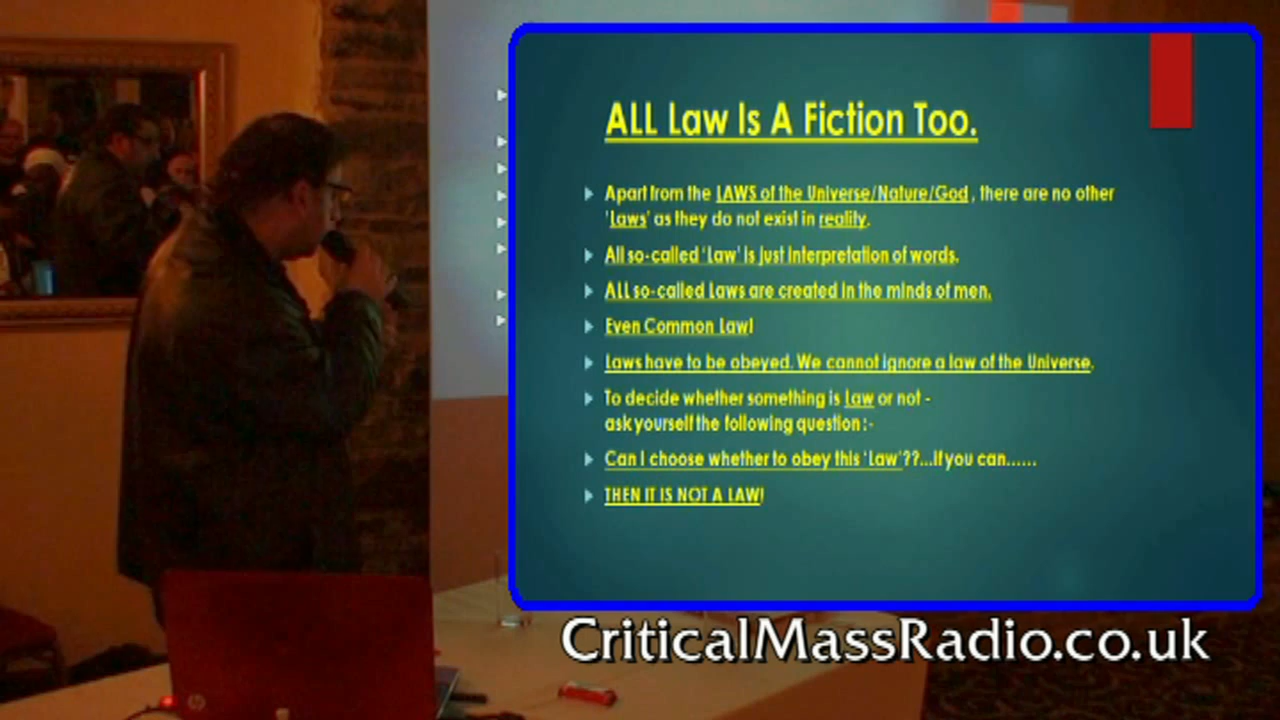 ALL Law Is A Fiction Too.
Apart from the LAWS of the Universe/Nature/God , there are no other
'Laws' as they do not exist in reality.
All so-called 'Law' is just interpretation of words.
ALL so-called Laws are created in the minds of men.
Even Common Law!
Laws have to be obeyed. We cannot ignore a law of the Universe.
To decide whether something is law or not -
ask yourself the following question :-
Can I choose whether to obey this 'Law'??...If you can......
THEN IT IS NOT A LAW!
CriticalMassRadio.co.uk
hp